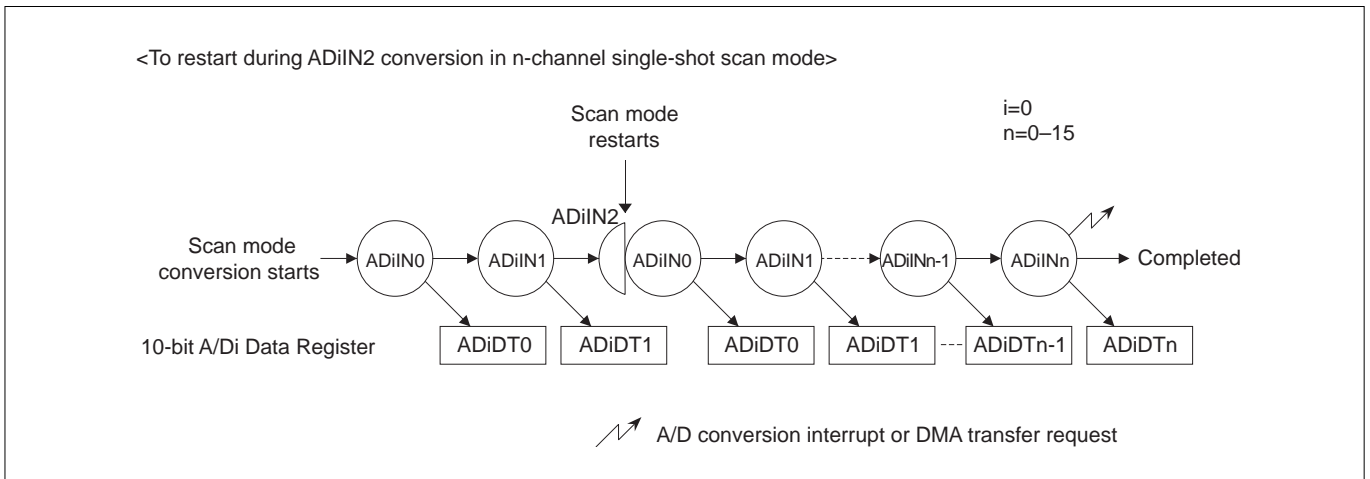 <To restart during ADiIN2 conversion in n-channel single-shot scan mode>
i=0
n=0–15
Scan mode
restarts
ADiIN2
Scan mode
conversion starts
ADiIN0
ADiIN1
ADiIN0
ADiIN1
ADiINn-1
ADiINn
Completed
10-bit A/Di Data Register
ADiDT0
ADiDT1
ADiDT0
ADiDT1
ADiDTn-1
ADiDTn
A/D conversion interrupt or DMA transfer request